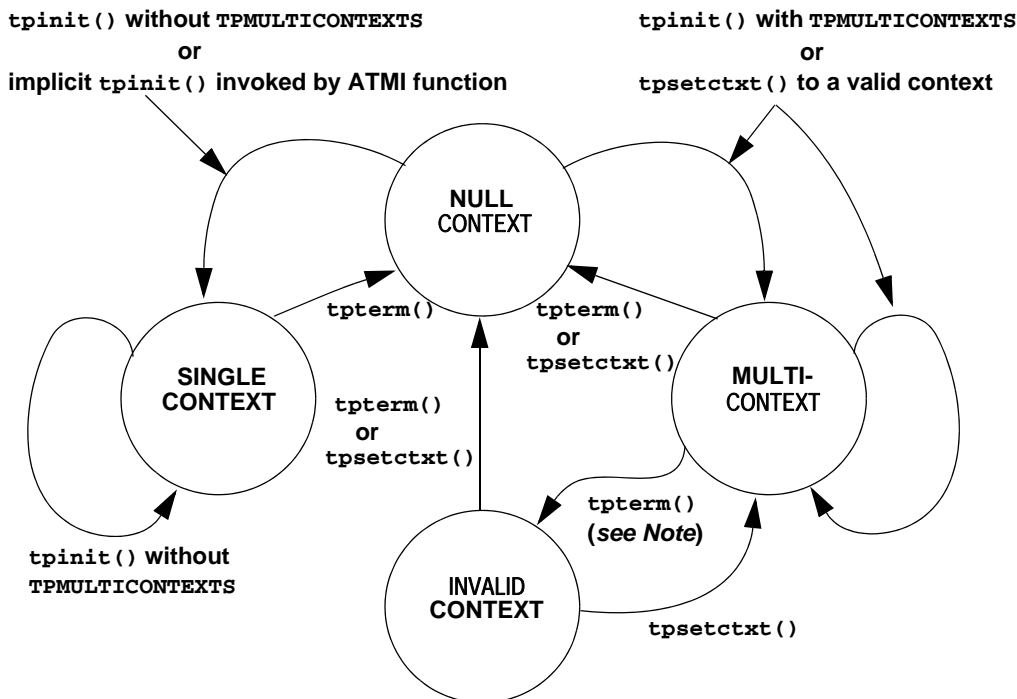 tpinit() without TPMULTICONTEXTS
or
implicit tpinit() invoked by ATMI function
tpinit() with TPMULTICONTEXTS
or
tpsetctxt() to a valid context
NULL
CONTEXT
tpterm()
tpterm()
or
tpsetctxt()
SINGLE
CONTEXT
MULTI-
CONTEXT
tpterm()
or
tpsetctxt()
tpterm()
(see Note)
tpinit() without
TPMULTICONTEXTS
INVALID
CONTEXT
tpsetctxt()